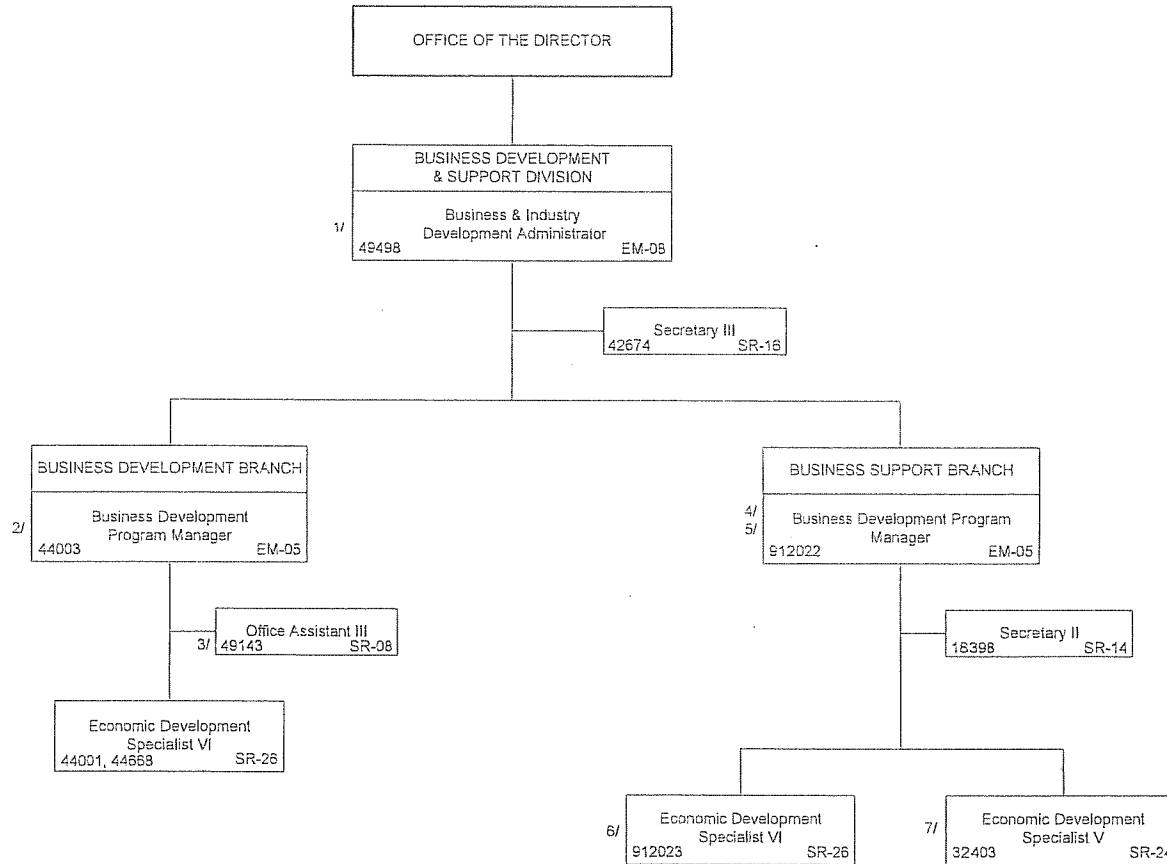 OFFICE OF THE DIRECTOR
BUSINESS DEVELOPMENT
& SUPPORT DIVISION
1/
Business & Industry
Development Administrator
49498 EM-08
Secretary III
42674 SR-16
BUSINESS DEVELOPMENT BRANCH
2/
Business Development
Program Manager
44003 EM-05
3/
Office Assistant III
49143 SR-08
Economic Development
Specialist VI
44001, 44668 SR-26
BUSINESS SUPPORT BRANCH
4/
5/
Business Development Program
Manager
912022 EM-05
Secretary II
16398 SR-14
6/
Economic Development
Specialist VI
912023 SR-26
7/
Economic Development
Specialist V
32403 SR-24